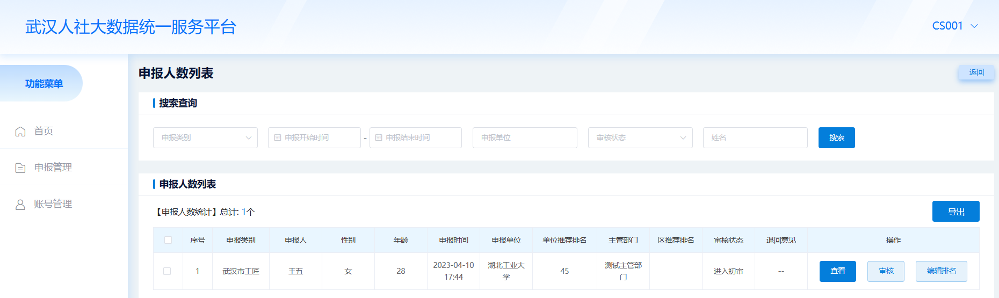 武汉人社大数据统一服务平台
CS001
功能菜单
首页
申报管理
账号管理
申报人数列表
返回
搜索查询
申报类别 申报开始时间 - 申报结束时间 申报单位 审核状态 姓名 搜索
申报人数列表
【申报人数统计】总计: 1个
导出
序号 申报类别 申报人 性别 年龄 申报时间 申报单位 单位推荐排名 主管部门 区推荐排名 审核状态 退回意见 操作
1 武汉市工匠 王五 女 28 2023-04-10 17:44 湖北工业大学 45 测试主管部门 进入初审 -- 查看 审核 编辑排名